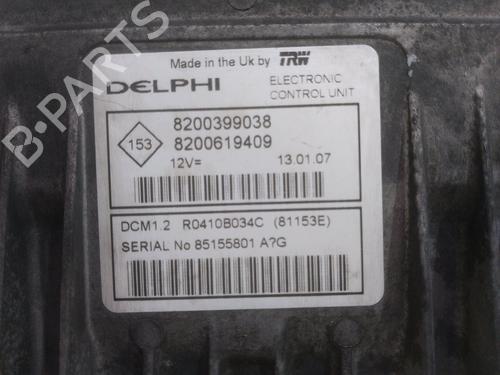 Made in the Uk by TRW
DELPHI
ELECTRONIC
CONTROL UNIT
153
8200399038
8200619409
12V=
13.01.07
DCM1.2 R0410B034C (81153E)
SERIAL No 85155801 A?G
B-PARTS